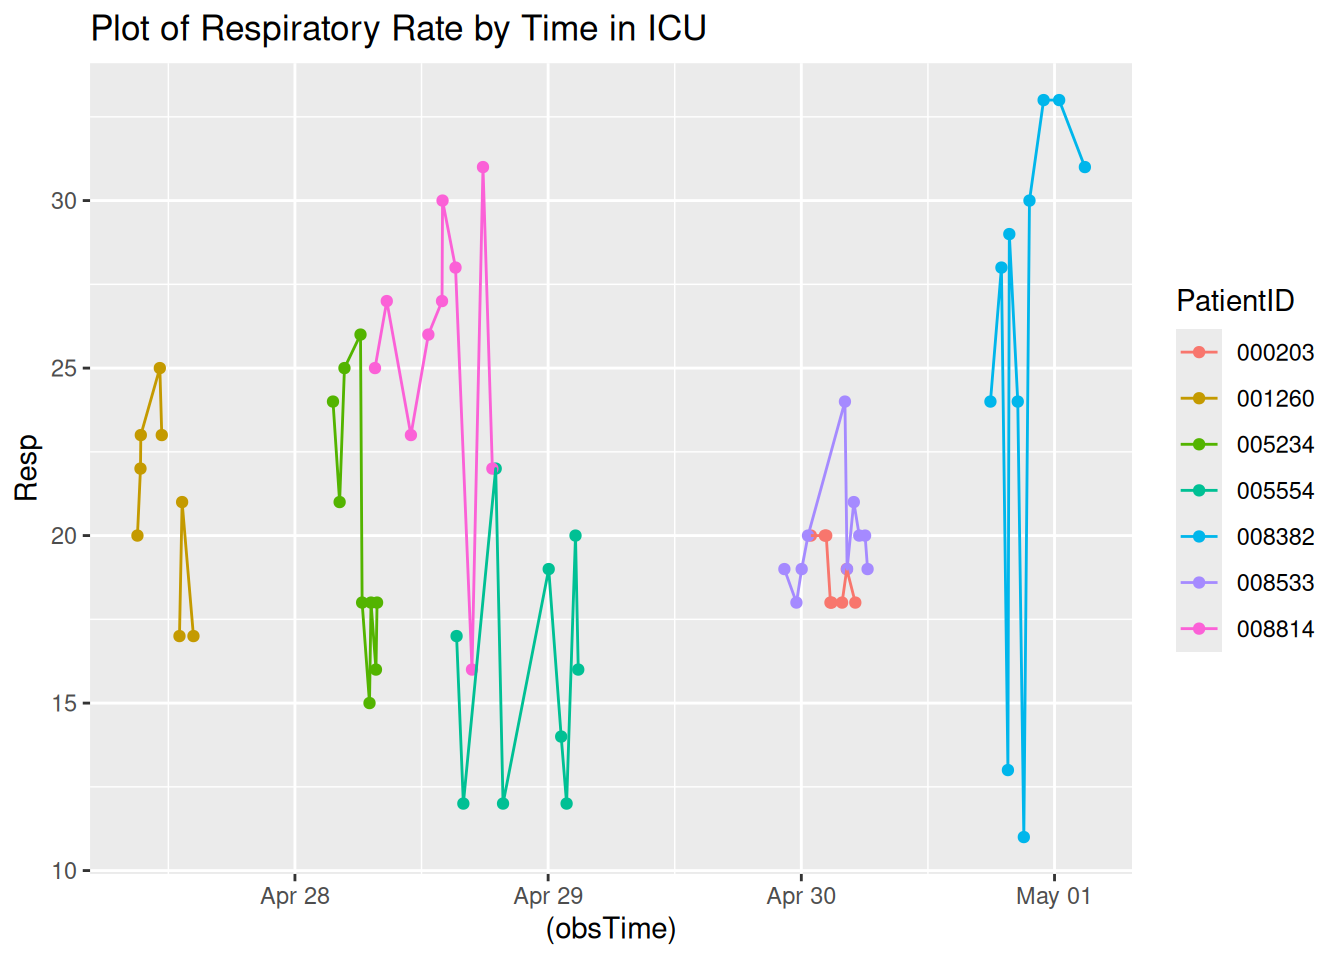 Plot of Respiratory Rate by Time in ICU
30
25
20
15
10
Resp
Apr 28
Apr 29
Apr 30
May 01
(obsTime)
PatientID
000203
001260
005234
005554
008382
008533
008814